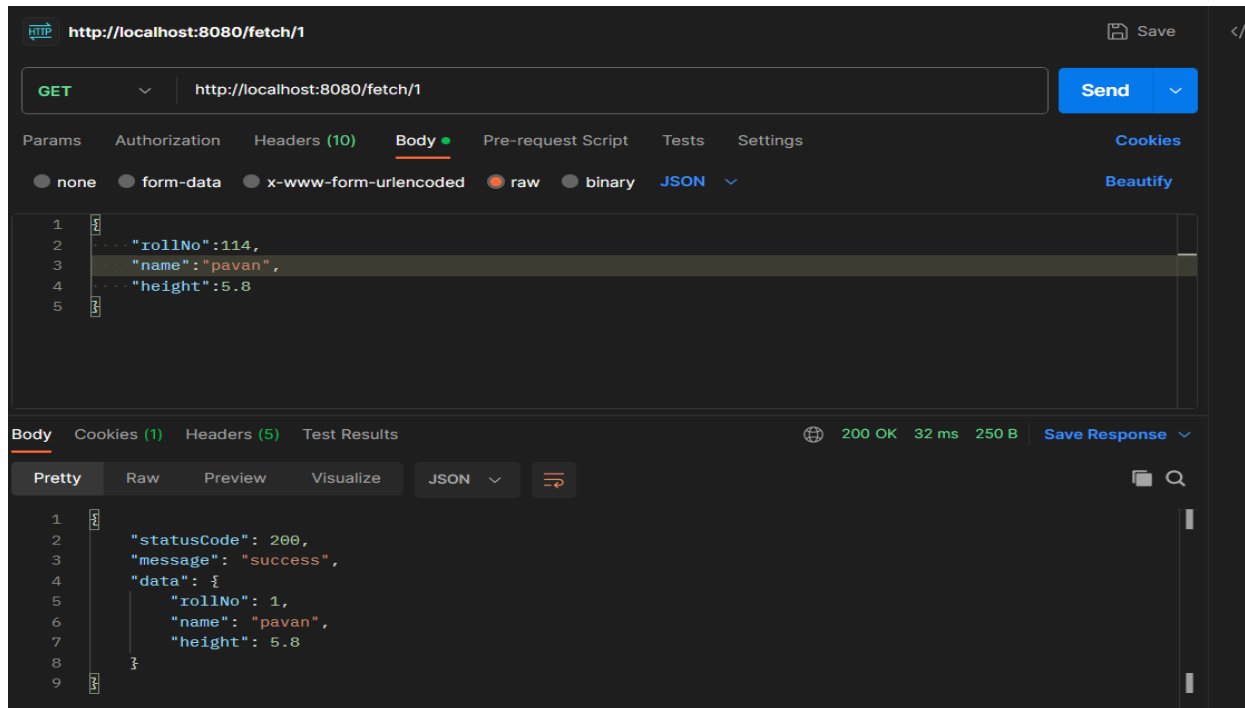 HTTP http://localhost:8080/fetch/1 Save </
GET http://localhost:8080/fetch/1 Send
Params Authorization Headers (10) Body Pre-request Script Tests Settings Cookies
none form-data x-www-form-urlencoded raw binary JSON Beautify
1 {
2 ····"rollNo":114,
3 ····"name":"pavan",
4 ····"height":5.8
5 }
Body Cookies (1) Headers (5) Test Results 200 OK 32 ms 250 B Save Response
Pretty Raw Preview Visualize JSON
1 {
2 "statusCode": 200,
3 "message": "success",
4 "data": {
5 "rollNo": 1,
6 "name": "pavan",
7 "height": 5.8
8 }
9 }